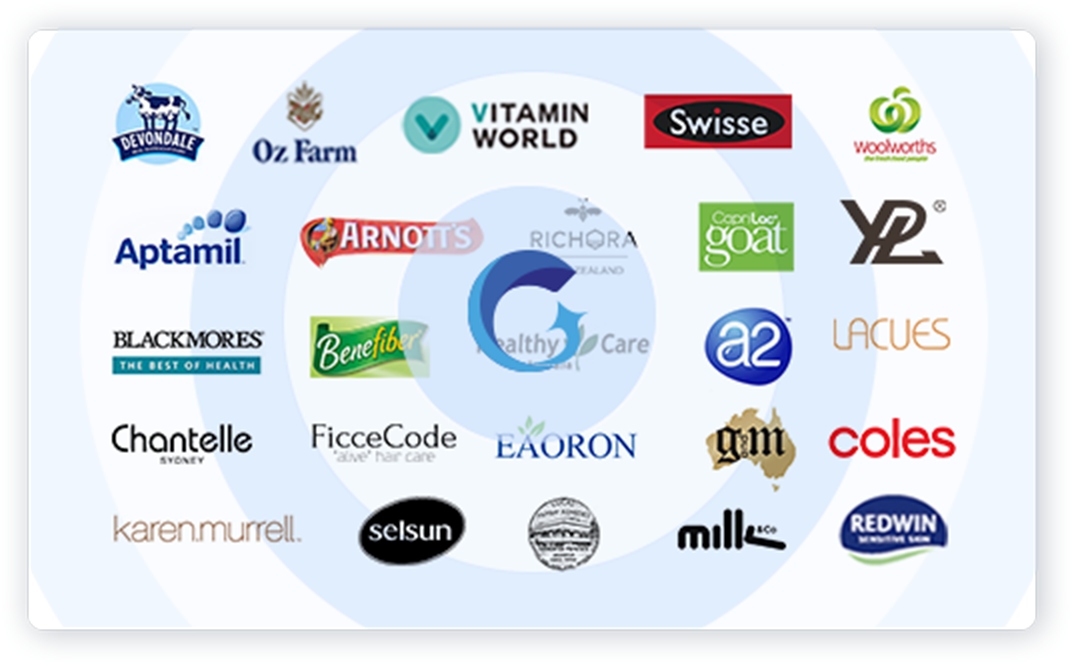 DEVONDALE
Oz Farm
VITAMIN
WORLD
Swisse
woolworths
the fresh food people
Aptamil
ARNOTT'S
RICHORA
ZEALAND
CapriLac
goat
YPL
BLACKMORES
THE BEST OF HEALTH
Benefiber
Healthy Care
a2
LACUES
Chantelle
SYDNEY
FicceCode
"alive" hair care
EAORON
g&m
coles
karen.murrell.
selsun
LUCAS'
milk &Co
REDWIN
SENSITIVE SKIN